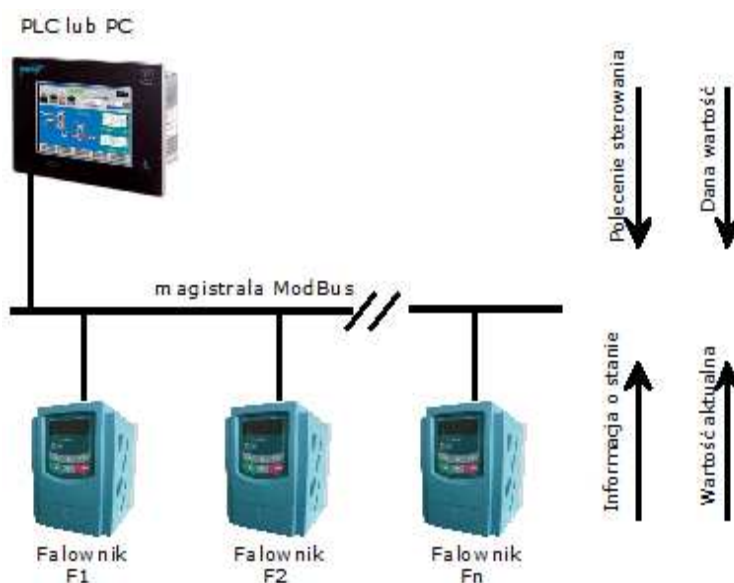 PLC lub PC
Polecenie sterowania
Dana wartość
magistrala ModBus
Informacja o stanie
Wartość aktualna
Falownik
F1
Falownik
F2
Falownik
Fn